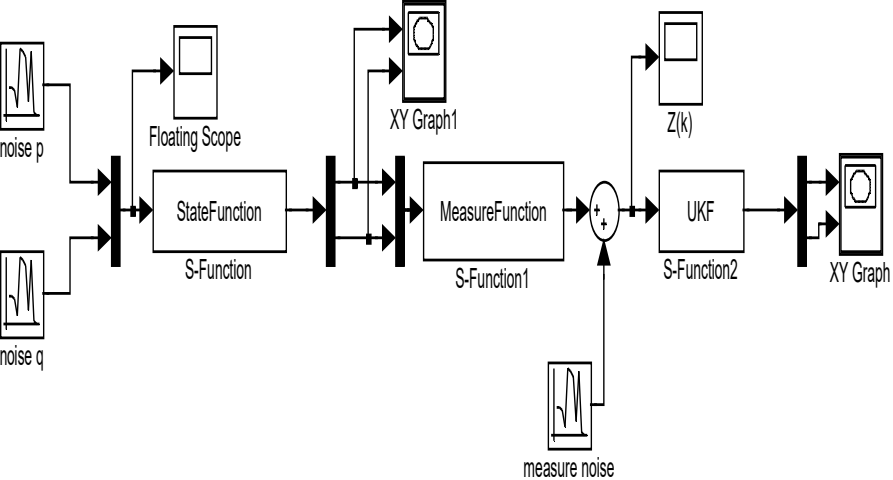 noise p
Floating Scope
XY Graph1
Z(k)
StateFunction
S-Function
MeasureFunction
S-Function1
+
+
UKF
S-Function2
XY Graph
noise q
measure noise